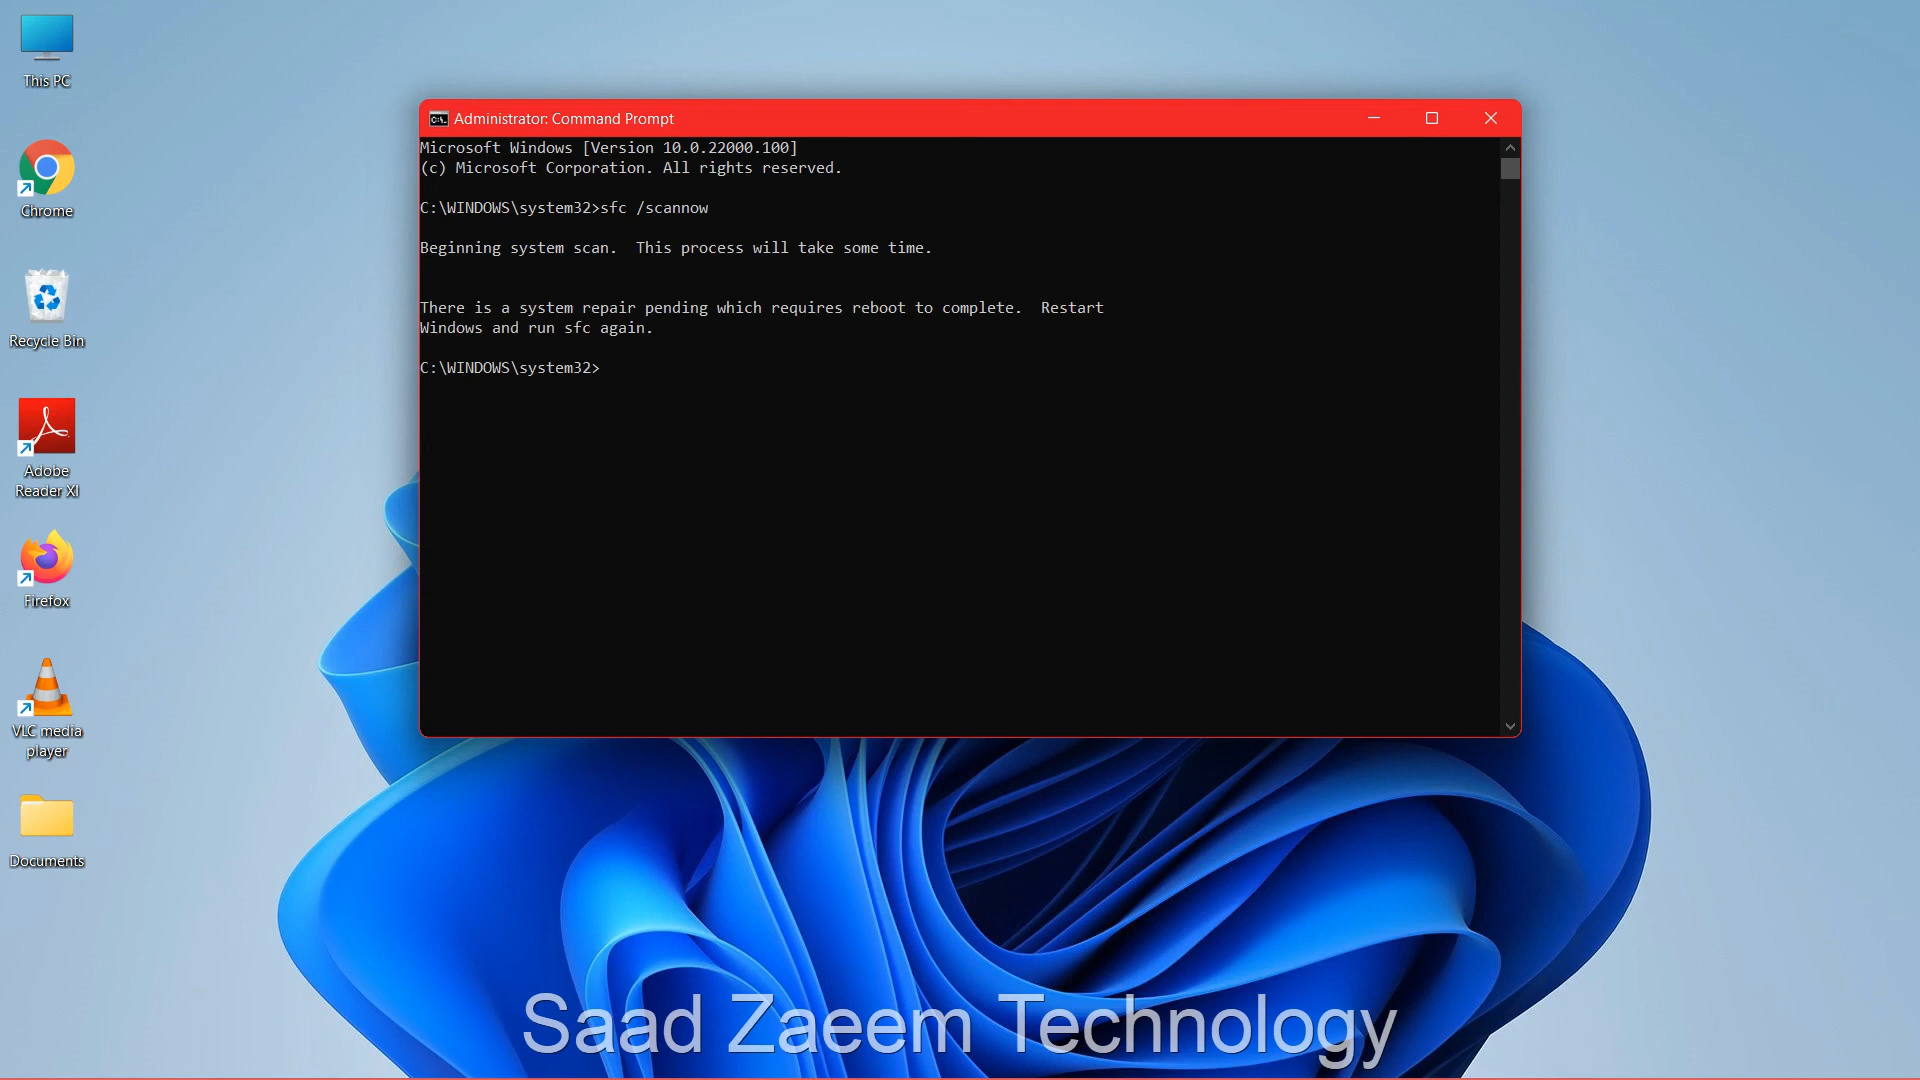 This PC
Chrome
Recycle Bin
Adobe
Reader XI
Firefox
VLC media
player
Documents
Administrator: Command Prompt
Microsoft Windows [Version 10.0.22000.100]
(c) Microsoft Corporation. All rights reserved.
C:\WINDOWS\system32>sfc /scannow
Beginning system scan.  This process will take some time.
There is a system repair pending which requires reboot to complete.  Restart
Windows and run sfc again.
C:\WINDOWS\system32>
Saad Zaeem Technology